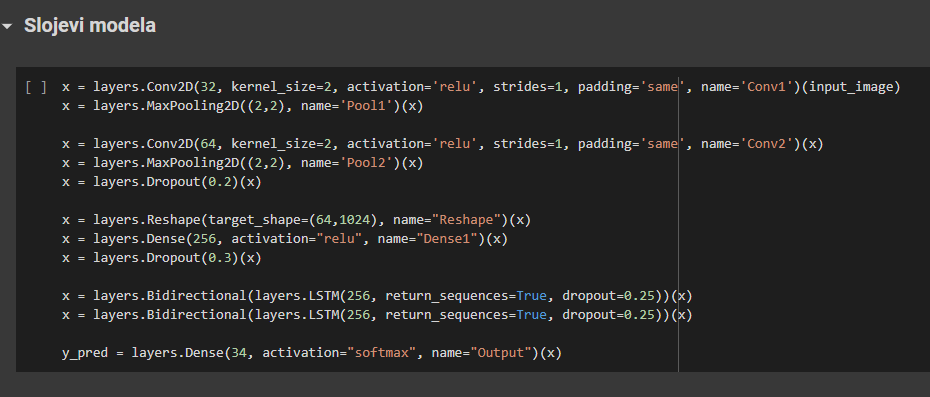 Slojevi modela
[ ] x = layers.Conv2D(32, kernel_size=2, activation='relu', strides=1, padding='same', name='Conv1')(input_image)
x = layers.MaxPooling2D((2,2), name='Pool1')(x)
x = layers.Conv2D(64, kernel_size=2, activation='relu', strides=1, padding='same', name='Conv2')(x)
x = layers.MaxPooling2D((2,2), name='Pool2')(x)
x = layers.Dropout(0.2)(x)
x = layers.Reshape(target_shape=(64,1024), name="Reshape")(x)
x = layers.Dense(256, activation="relu", name="Dense1")(x)
x = layers.Dropout(0.3)(x)
x = layers.Bidirectional(layers.LSTM(256, return_sequences=True, dropout=0.25))(x)
x = layers.Bidirectional(layers.LSTM(256, return_sequences=True, dropout=0.25))(x)
y_pred = layers.Dense(34, activation="softmax", name="Output")(x)